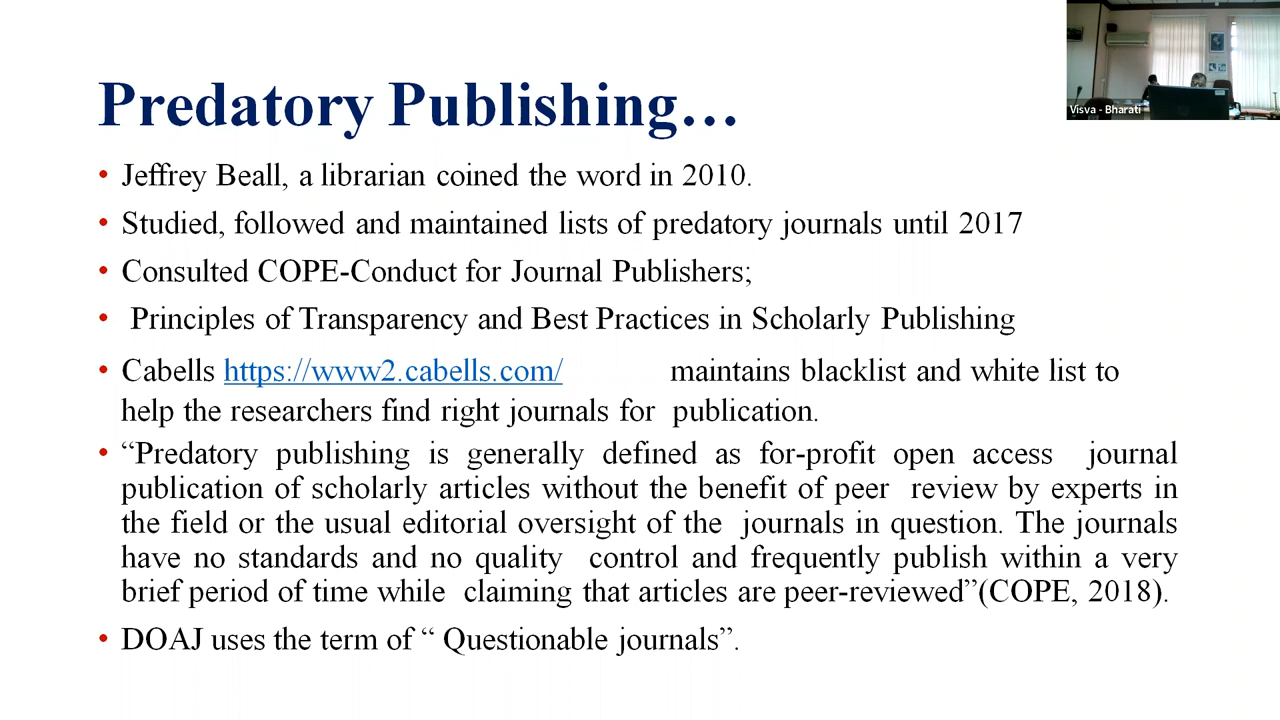 Predatory Publishing…
Visva - Bharati
• Jeffrey Beall, a librarian coined the word in 2010.
• Studied, followed and maintained lists of predatory journals until 2017
• Consulted COPE-Conduct for Journal Publishers;
• Principles of Transparency and Best Practices in Scholarly Publishing
• Cabells https://www2.cabells.com/ maintains blacklist and white list to
help the researchers find right journals for publication.
• “Predatory publishing is generally defined as for-profit open access journal
publication of scholarly articles without the benefit of peer review by experts in
the field or the usual editorial oversight of the journals in question. The journals
have no standards and no quality control and frequently publish within a very
brief period of time while claiming that articles are peer-reviewed”(COPE, 2018).
• DOAJ uses the term of “ Questionable journals”.